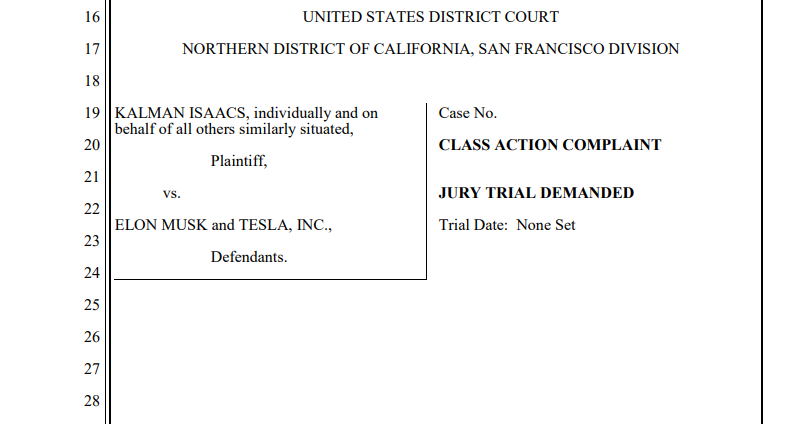 16 UNITED STATES DISTRICT COURT
17 NORTHERN DISTRICT OF CALIFORNIA, SAN FRANCISCO DIVISION
18
19 KALMAN ISAACS, individually and on
behalf of all others similarly situated,
20
Plaintiff,
21
vs.
22
ELON MUSK and TESLA, INC.,
23
Defendants.
24
Case No.
CLASS ACTION COMPLAINT
JURY TRIAL DEMANDED
Trial Date: None Set
25
26
27
28